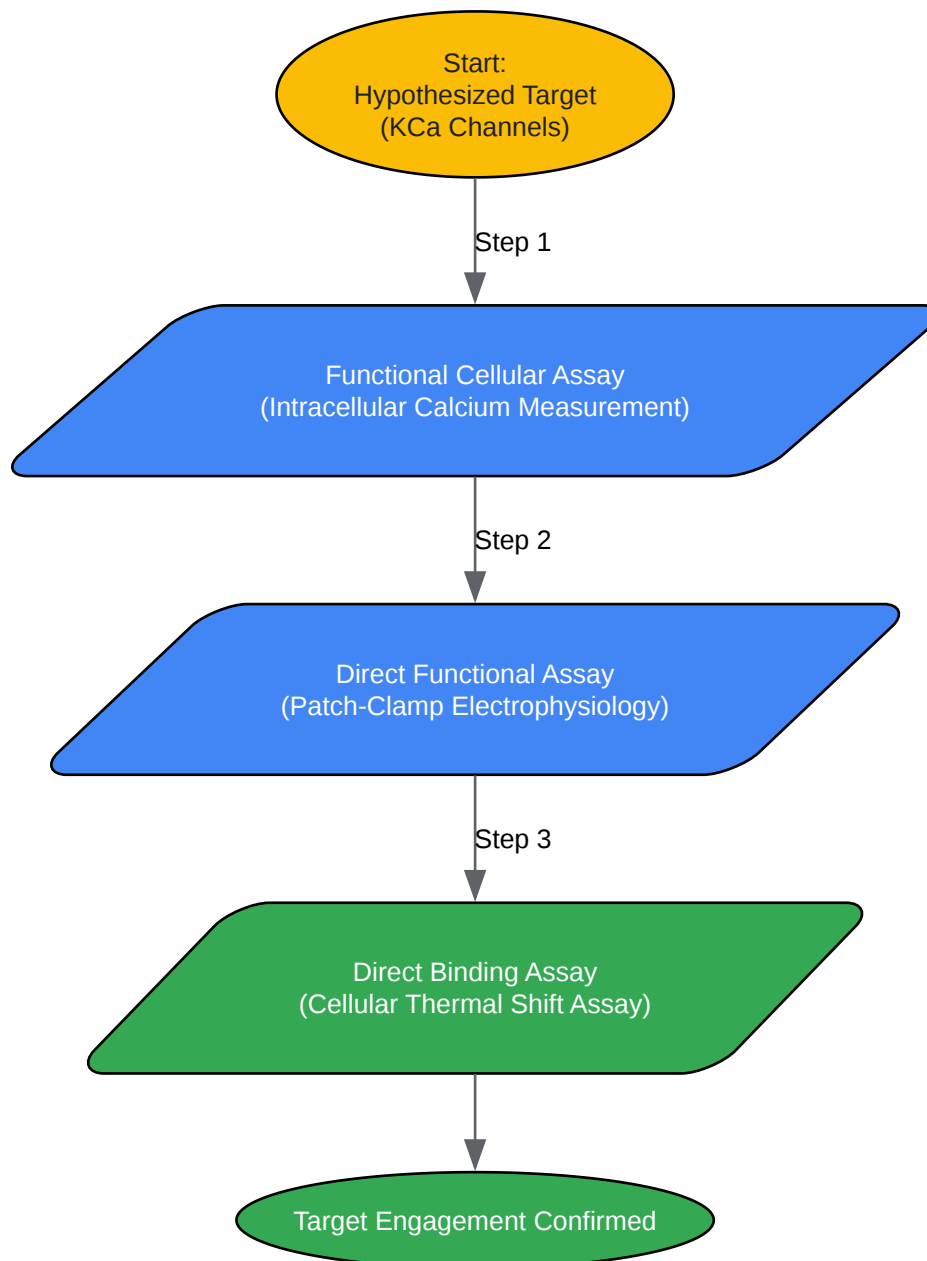 Start:
Hypothesized Target
(KCa Channels)
Step 1
Functional Cellular Assay
(Intracellular Calcium Measurement)
Step 2
Direct Functional Assay
(Patch-Clamp Electrophysiology)
Step 3
Direct Binding Assay
(Cellular Thermal Shift Assay)
Target Engagement Confirmed